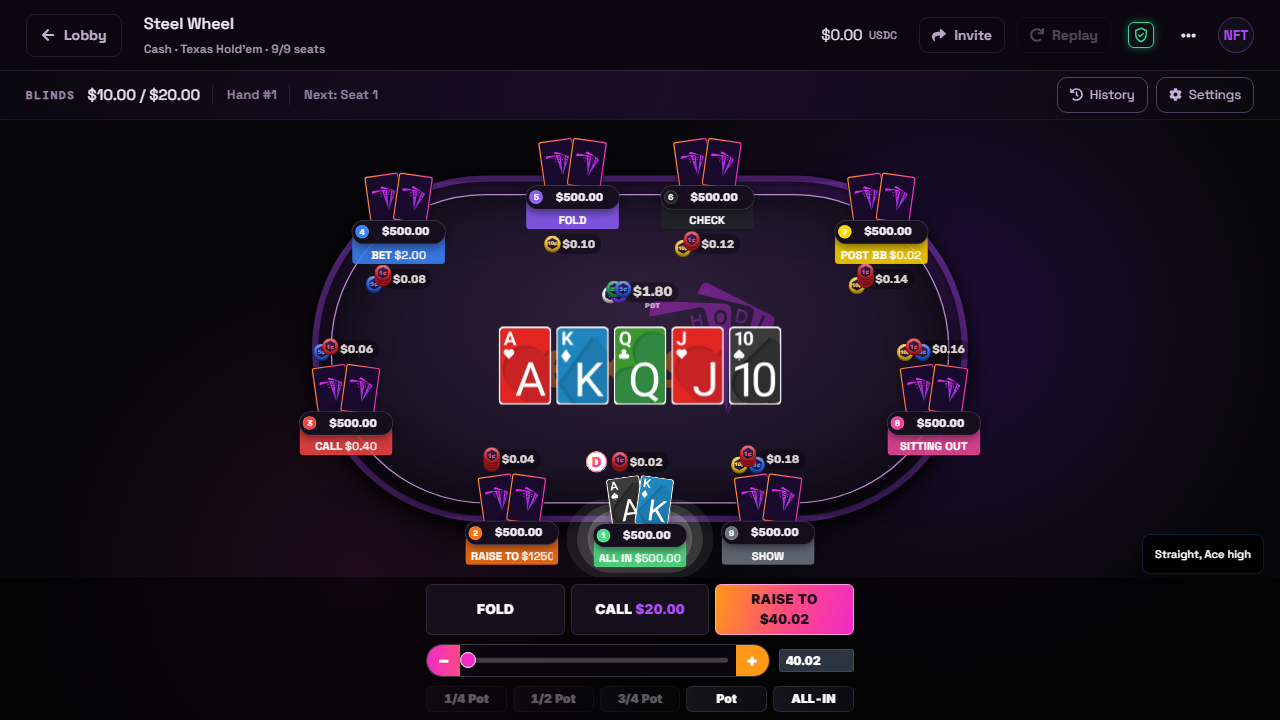 Lobby
Steel Wheel
Cash · Texas Hold'em · 9/9 seats
$0.00 USDC
Invite
Replay
NFT
BLINDS $10.00 / $20.00
Hand #1
Next: Seat 1
History
Settings
5 $500.00
FOLD
$0.10
6 $500.00
CHECK
$0.12
4 $500.00
BET $2.00
$0.08
7 $500.00
POST BB $0.02
$0.14
$1.80
POT
HODL
A A
K K
Q Q
J J
10 10
$0.06
3 $500.00
CALL $0.40
$0.16
8 $500.00
SITTING OUT
$0.04
2 $500.00
RAISE TO $1250
D $0.02
A A
K K
1 $500.00
ALL IN $500.00
$0.18
9 $500.00
SHOW
Straight, Ace high
FOLD
CALL $20.00
RAISE TO
$40.02
40.02
1/4 Pot
1/2 Pot
3/4 Pot
Pot
ALL-IN